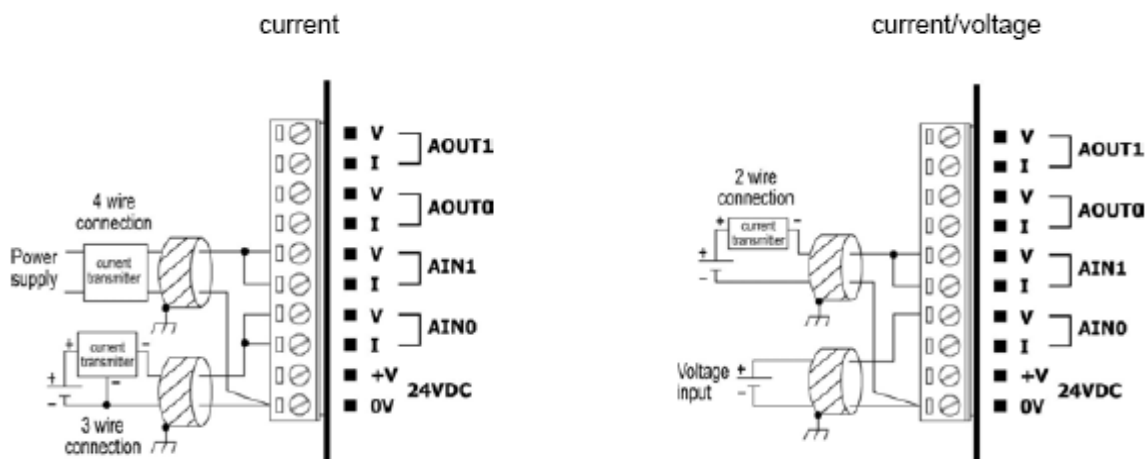 current
4 wire
connection
Power
supply
current
transmitter
+
current
transmitter
-
+
-
-
3 wire
connection
V
I
AOUT1
V
I
AOUT0
V
I
AIN1
V
I
AIN0
+V
0V
24VDC
current/voltage
2 wire
connection
+
current
transmitter
-
+
-
Voltage
input
+
-
V
I
AOUT1
V
I
AOUT0
V
I
AIN1
V
I
AIN0
+V
0V
24VDC